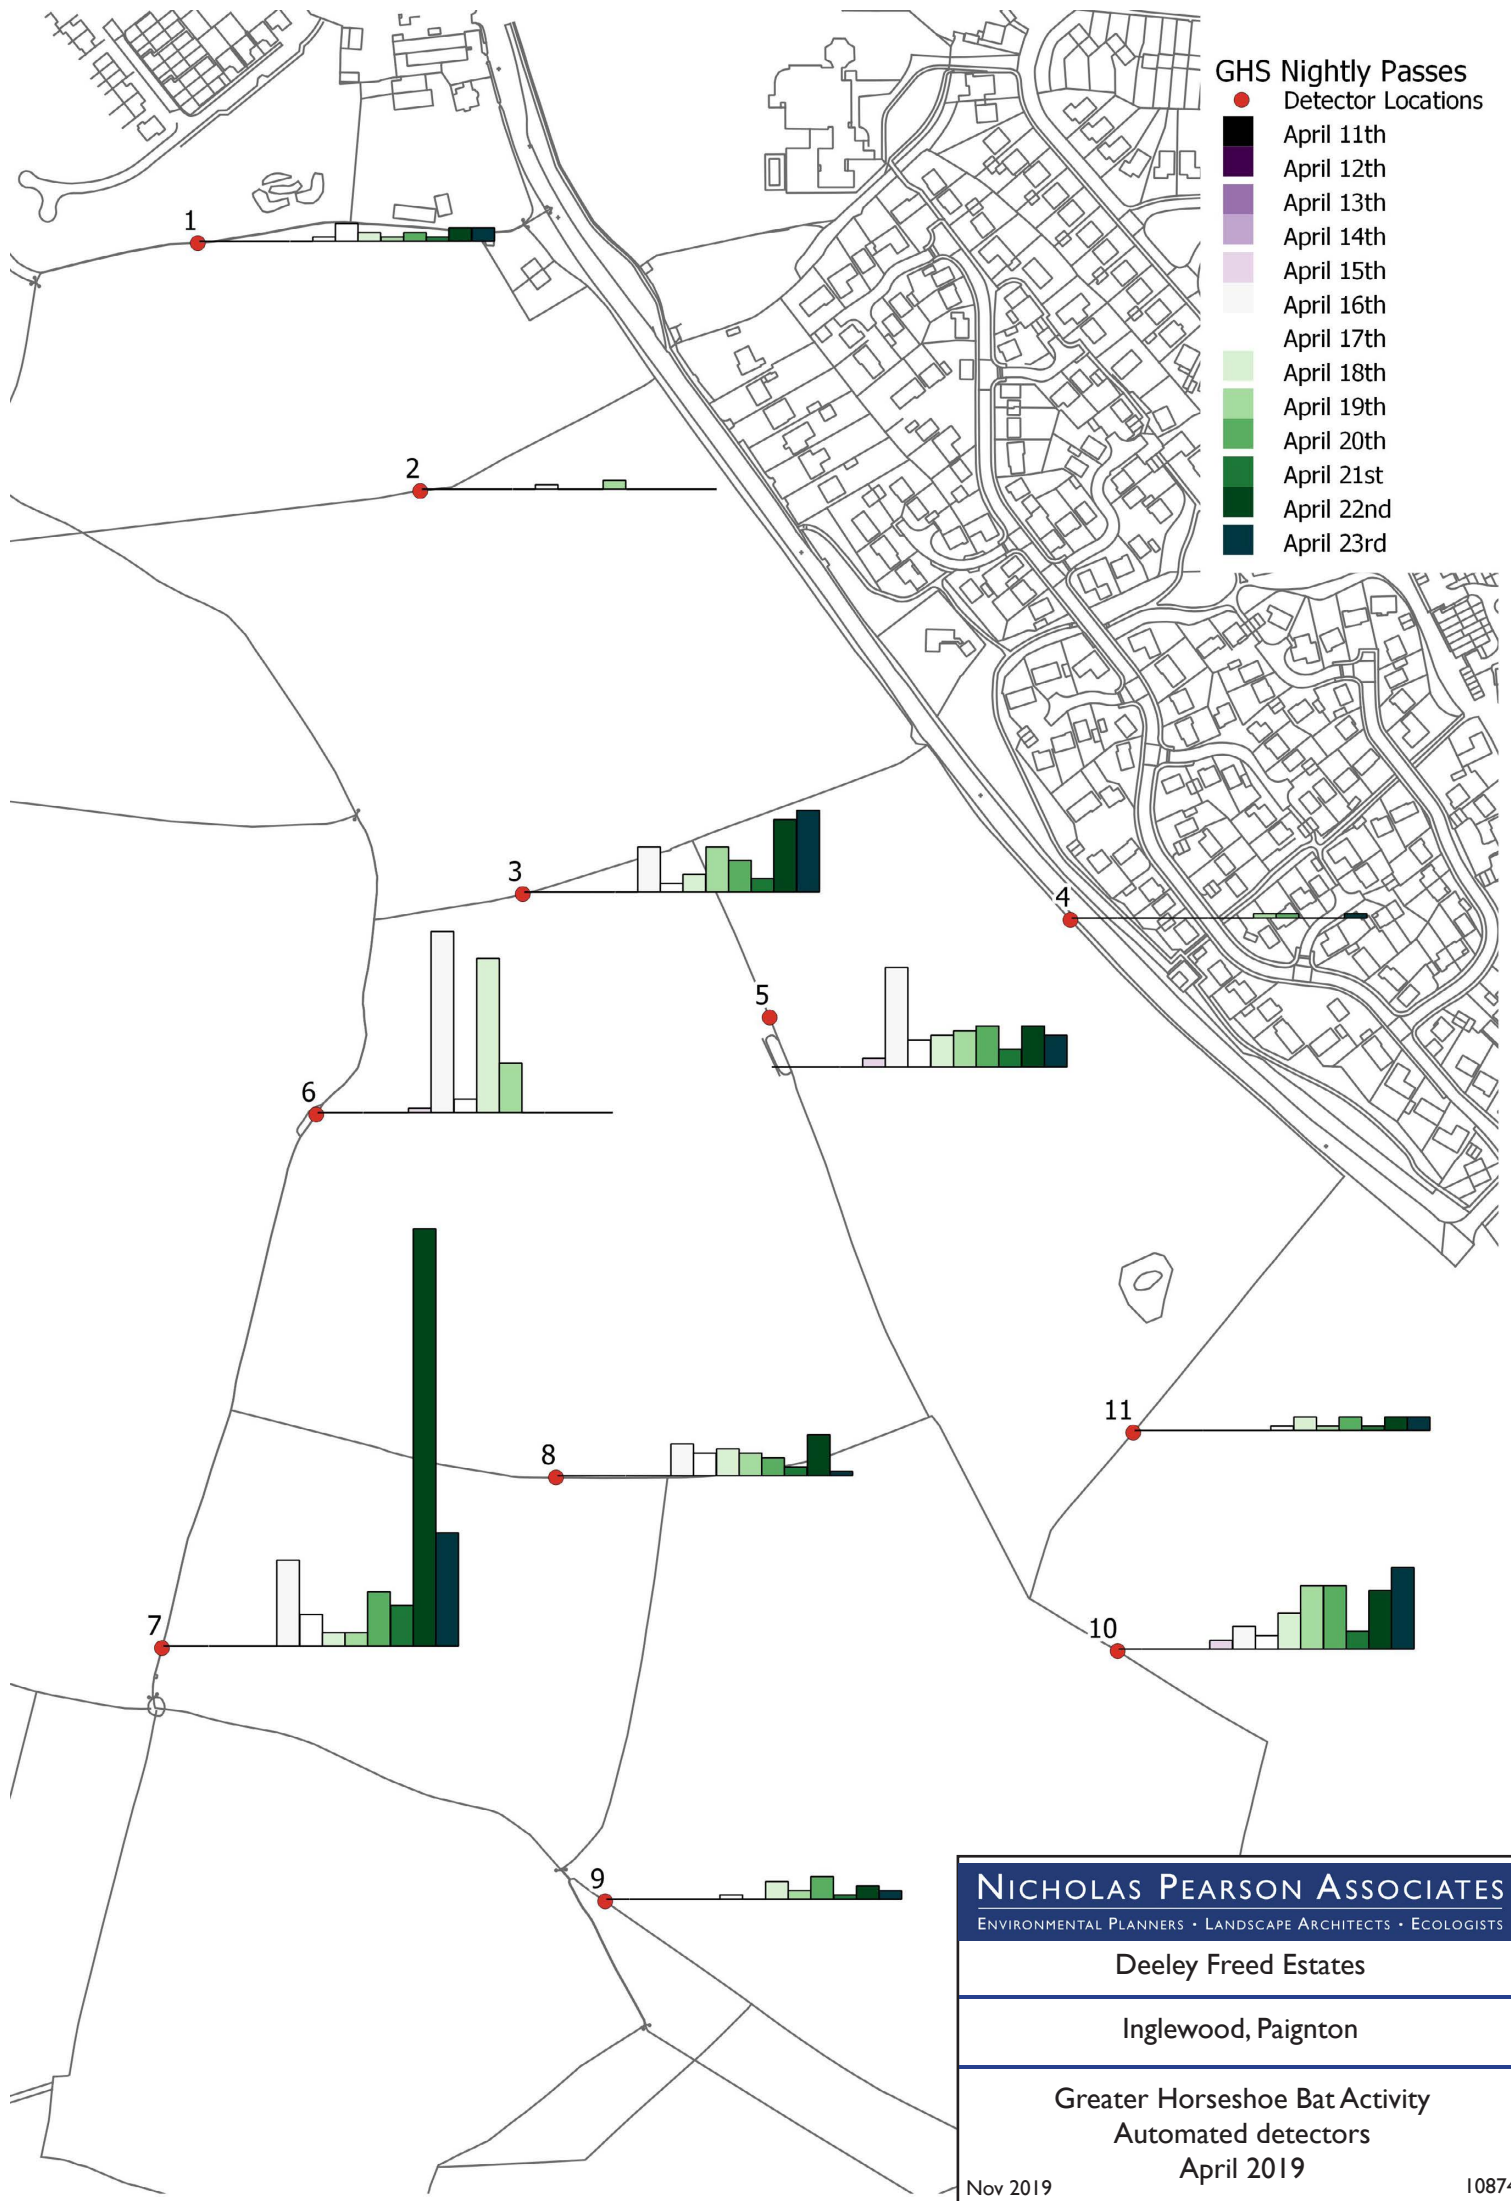 GHS Nightly Passes
Detector Locations
April 11th
April 12th
April 13th
April 14th
April 15th
April 16th
April 17th
April 18th
April 19th
April 20th
April 21st
April 22nd
April 23rd
1
2
3
4
5
6
7
8
11
10
9
NICHOLAS PEARSON ASSOCIATES
ENVIRONMENTAL PLANNERS • LANDSCAPE ARCHITECTS • ECOLOGISTS
Deeley Freed Estates
Inglewood, Paignton
Greater Horseshoe Bat Activity
Automated detectors
April 2019
Nov 2019 10874